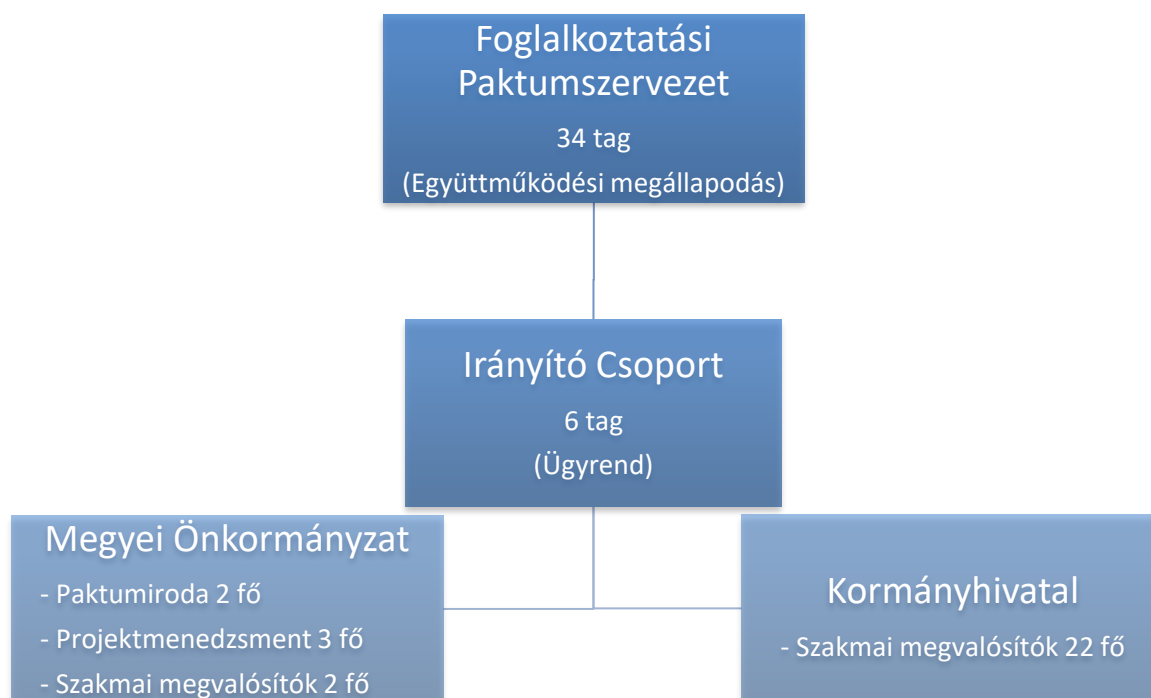 Foglalkoztatási
Paktumszervezet
34 tag
(Együttműködési megállapodás)
Irányító Csoport
6 tag
(Ügyrend)
Megyei Önkormányzat
- Paktumiroda 2 fő
- Projektmenedzsment 3 fő
- Szakmai megvalósítók 2 fő
Kormányhivatal
- Szakmai megvalósítók 22 fő